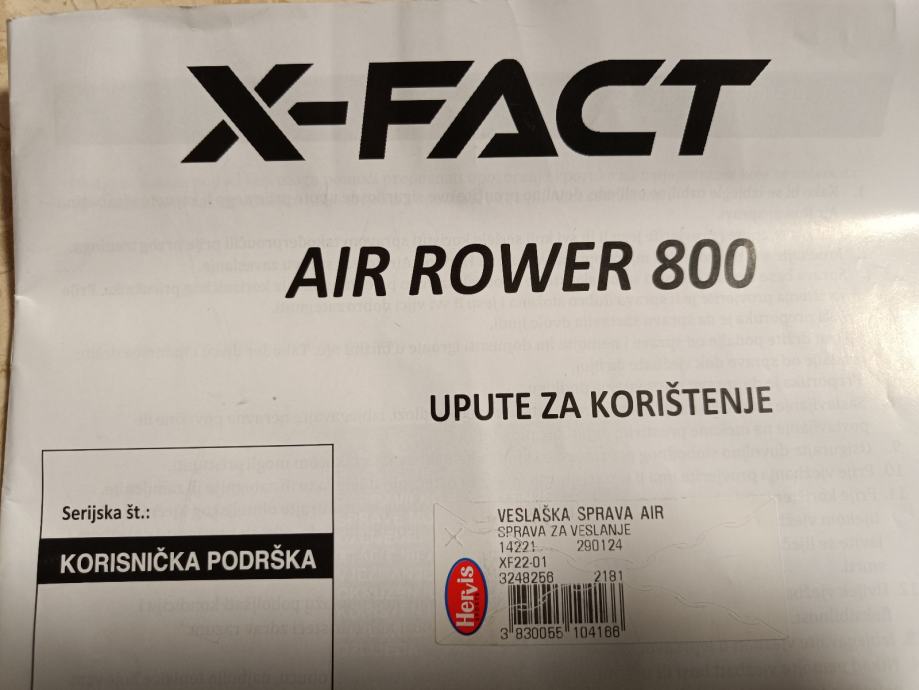 X-FACT
AIR ROWER 800
UPUTE ZA KORIŠTENJE
Serijska št.:
KORISNIČKA PODRŠKA
VESLAŠKA SPRAVA AIR
SPRAVA ZA VESLANJE
14221 290124
XF22-01
3248256 2181
Hervis
3 830055 104166